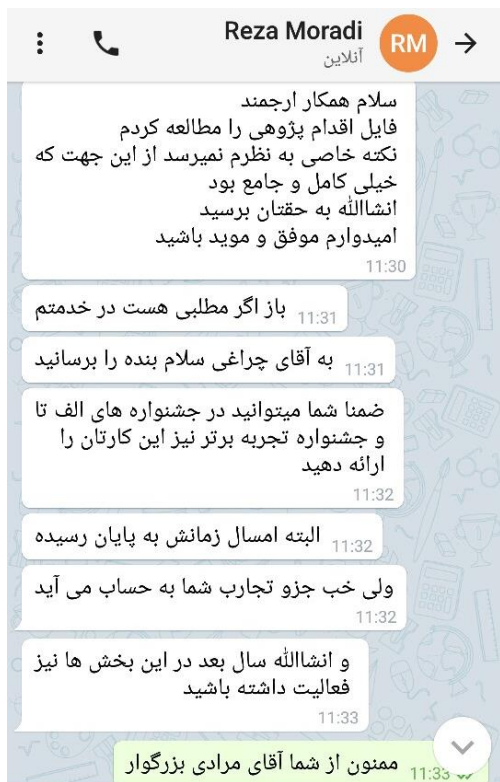 Reza Moradi
RM
آنلاین
سلام همکار ارجمند
فایل اقدام پژوهی را مطالعه کردم
نکته خاصی به نظرم نمیرسد از این جهت که
خیلی کامل و جامع بود
انشاالله به حقتان برسید
امیدوارم موفق و موید باشید
11:30
باز اگر مطلبی هست در خدمتم
11:31
به آقای چراغی سلام بنده را برسانید
11:31
ضمنا شما میتوانید در جشنواره های الف تا
و جشنواره تجربه برتر نیز این کارتان را
ارائه دهید
11:32
البته امسال زمانش به پایان رسیده
11:32
ولی خب جزو تجارب شما به حساب می آید
11:32
و انشاالله سال بعد در این بخش ها نیز
فعالیت داشته باشید
11:33
ممنون از شما آقای مرادی بزرگوار
11:33